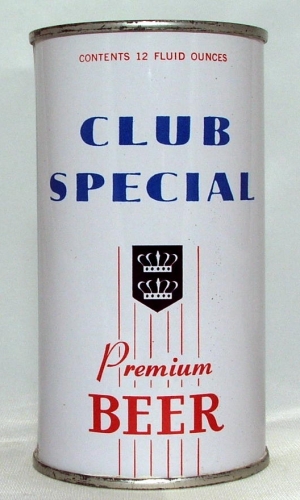 CONTENTS 12 FLUID OUNCES
CLUB
SPECIAL
Premium
BEER